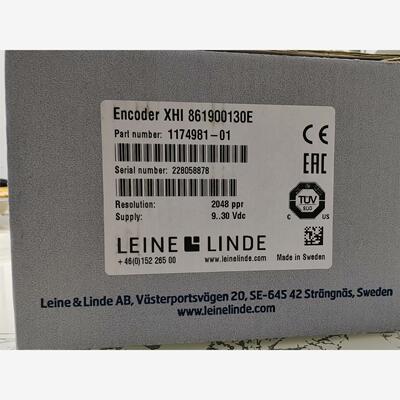 Encoder XHI 861900130E
Part number: 1174981-01
Serial number: 228058878
Resolution: 2048 ppr
Supply: 9..30 Vdc
CE
EAC
TÜV
SÜD
C US
LEINE LINDE
+46(0)152 265 00 www.leinelinde.com Made in Sweden
Leine & Linde AB, Västerportsvägen 20, SE-645 42 Strängnäs, Sweden
www.leinelinde.com